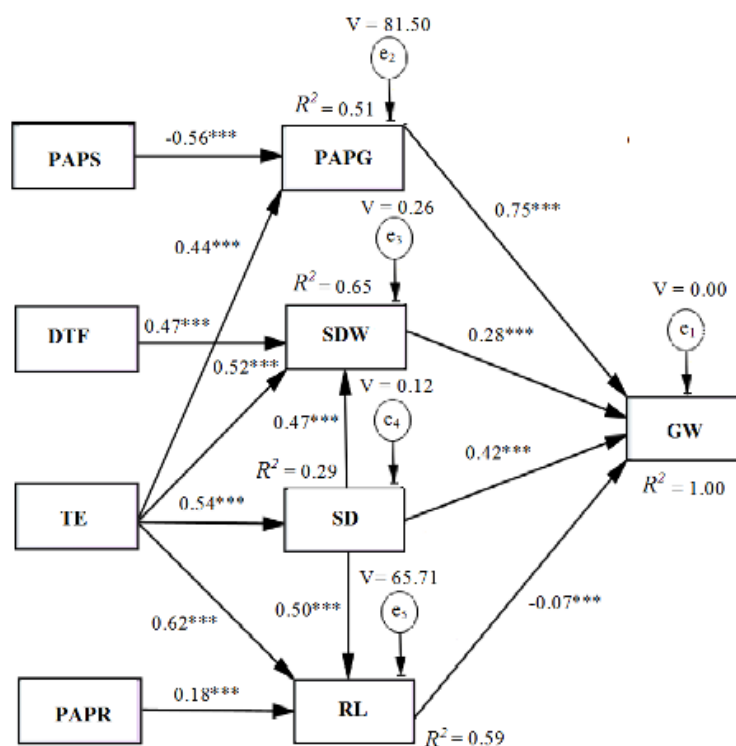 V = 81.50
e2
R2 = 0.51
PAPS
-0.56***
PAPG
V = 0.26
0.75***
0.44***
e3
R2 = 0.65
V = 0.00
DTF
0.47***
SDW
0.28***
e1
0.52***
V = 0.12
0.47***
e4
0.42***
GW
R2 = 0.29
R2 = 1.00
TE
0.54***
SD
V = 65.71
0.50***
e5
-0.07***
0.62***
PAPR
0.18***
RL
R2 = 0.59